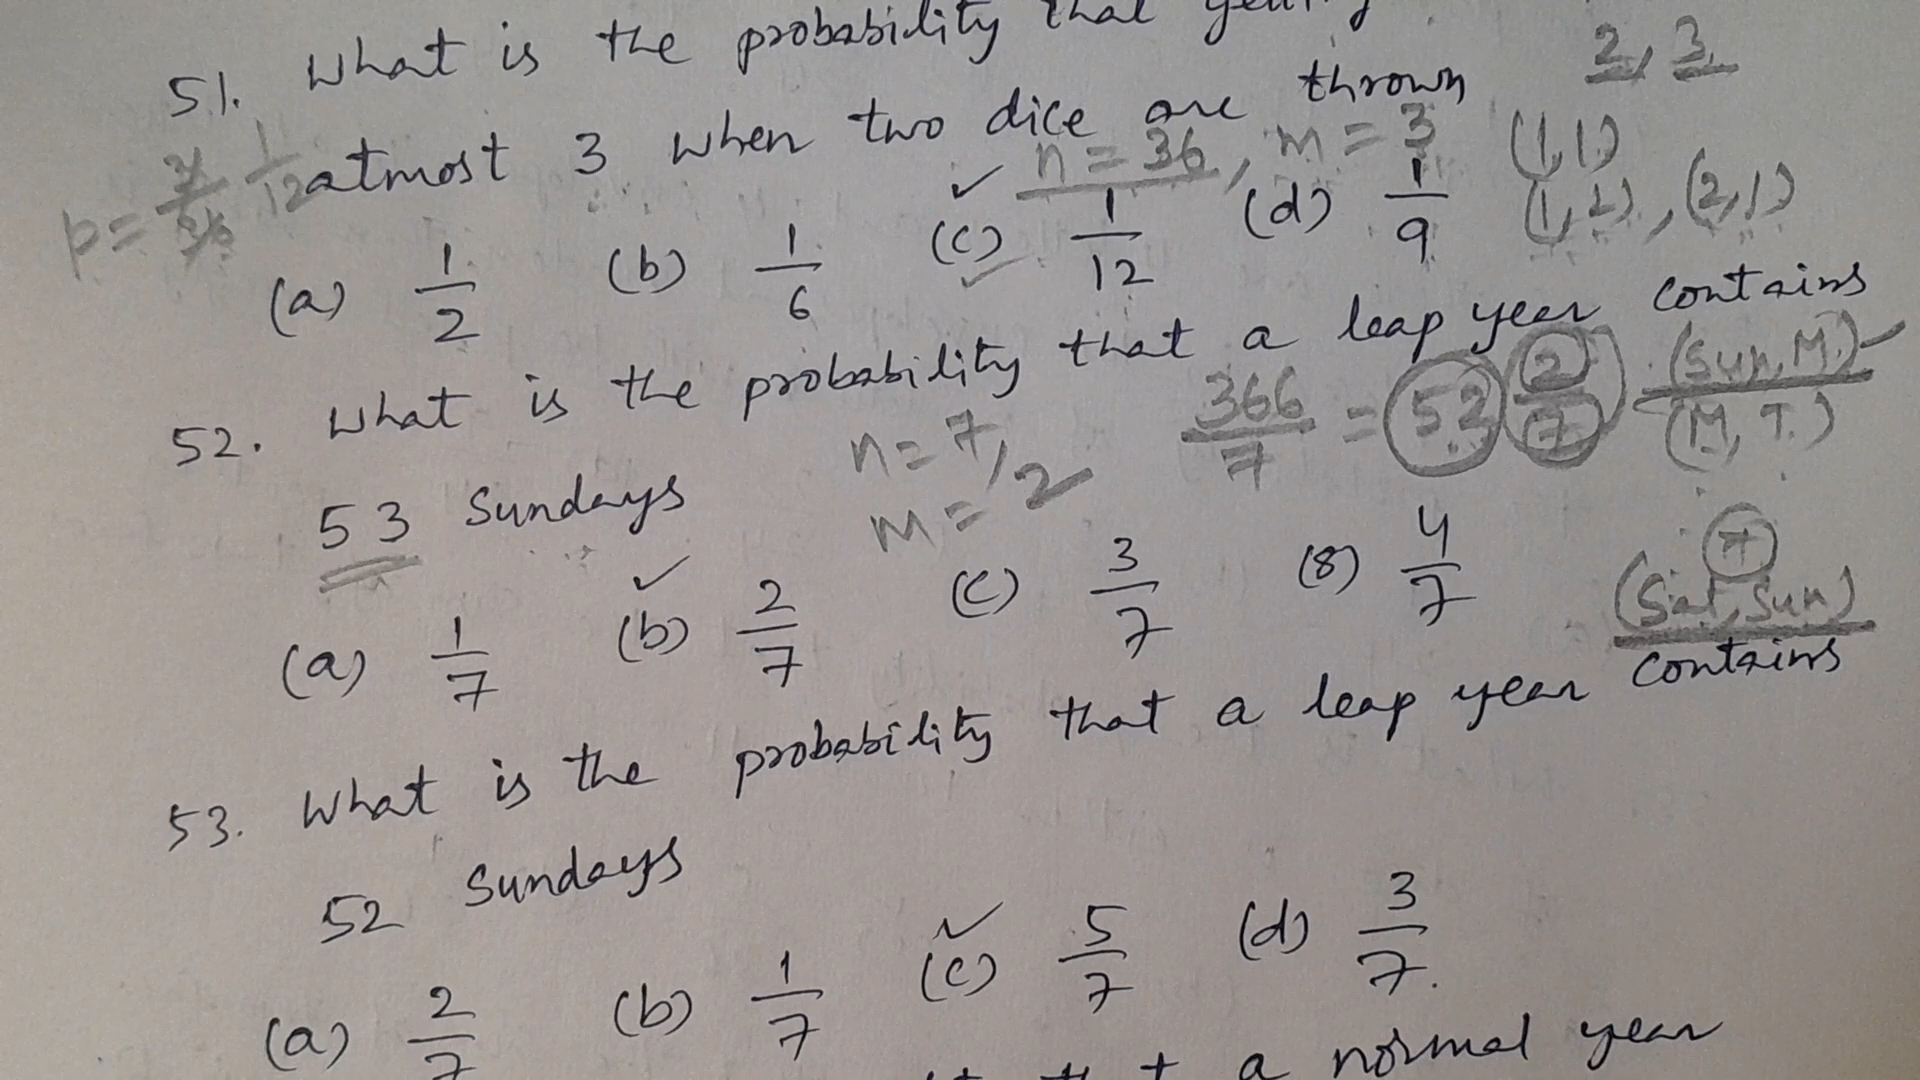 51. What is the probability that getting
atmost 3 when two dice are thrown
2, 3
n = 36, m = 3
(1,1)
(1,2), (2,1)
p = 3/36 1/12
(a) 1/2 (b) 1/6 ✓(c) 1/12 (d) 1/9
52. What is the probability that a leap year contains
53 Sundays
n = 7,
m = 2
366/7 = 52 2/7
(Sun, M.) ✓
(M, T.)
7
(Sat, Sun)
(a) 1/7 ✓(b) 2/7 (c) 3/7 (8) 4/7
53. What is the probability that a leap year contains
52 Sundays
(a) 2/7 (b) 1/7 ✓(c) 5/7 (d) 3/7.
a normal year